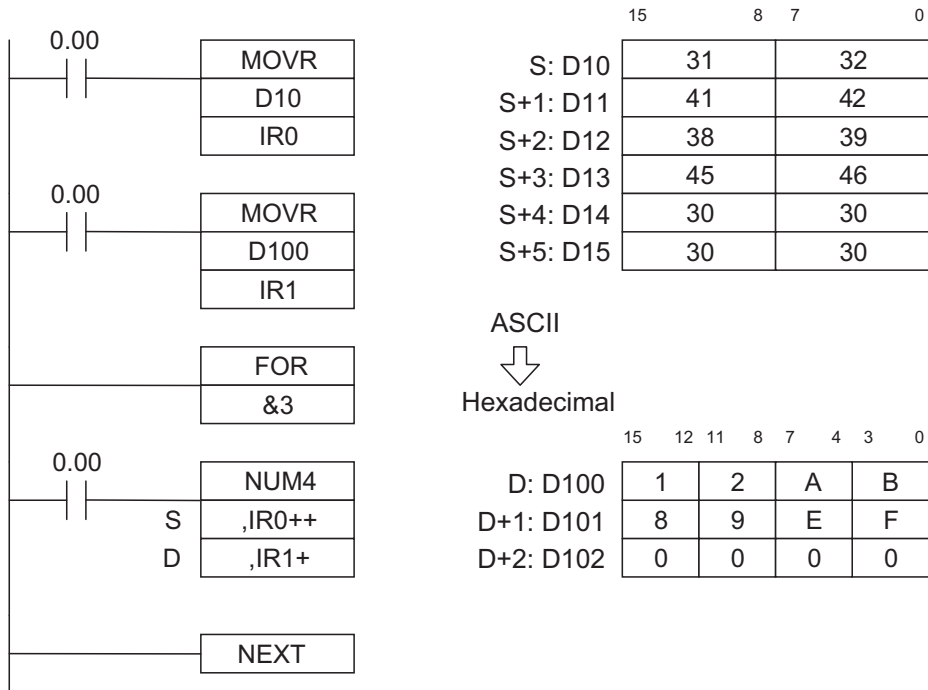 0.00
MOVR
D10
IR0
0.00
MOVR
D100
IR1
FOR
&3
0.00
NUM4
S ,IR0++
D ,IR1+
NEXT
15 8 7 0
S: D10 31 32
S+1: D11 41 42
S+2: D12 38 39
S+3: D13 45 46
S+4: D14 30 30
S+5: D15 30 30
ASCII
Hexadecimal
15 12 11 8 7 4 3 0
D: D100 1 2 A B
D+1: D101 8 9 E F
D+2: D102 0 0 0 0